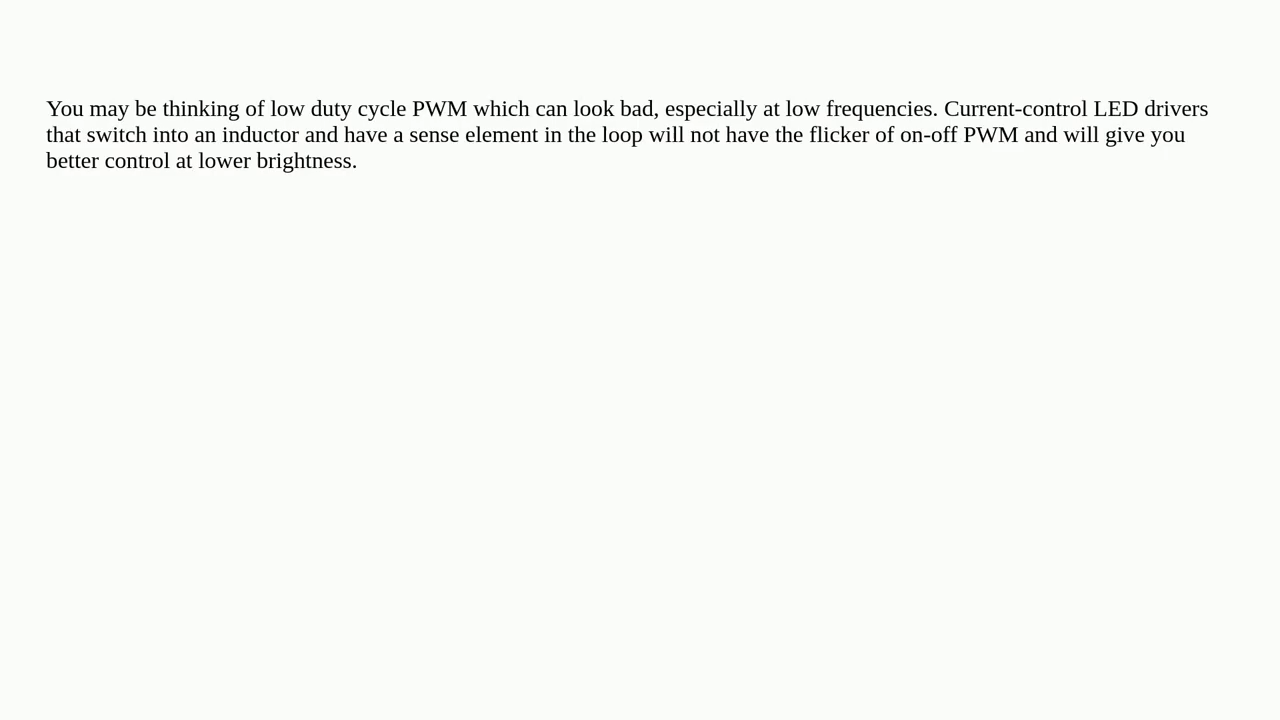 You may be thinking of low duty cycle PWM which can look bad, especially at low frequencies. Current-control LED drivers
that switch into an inductor and have a sense element in the loop will not have the flicker of on-off PWM and will give you
better control at lower brightness.